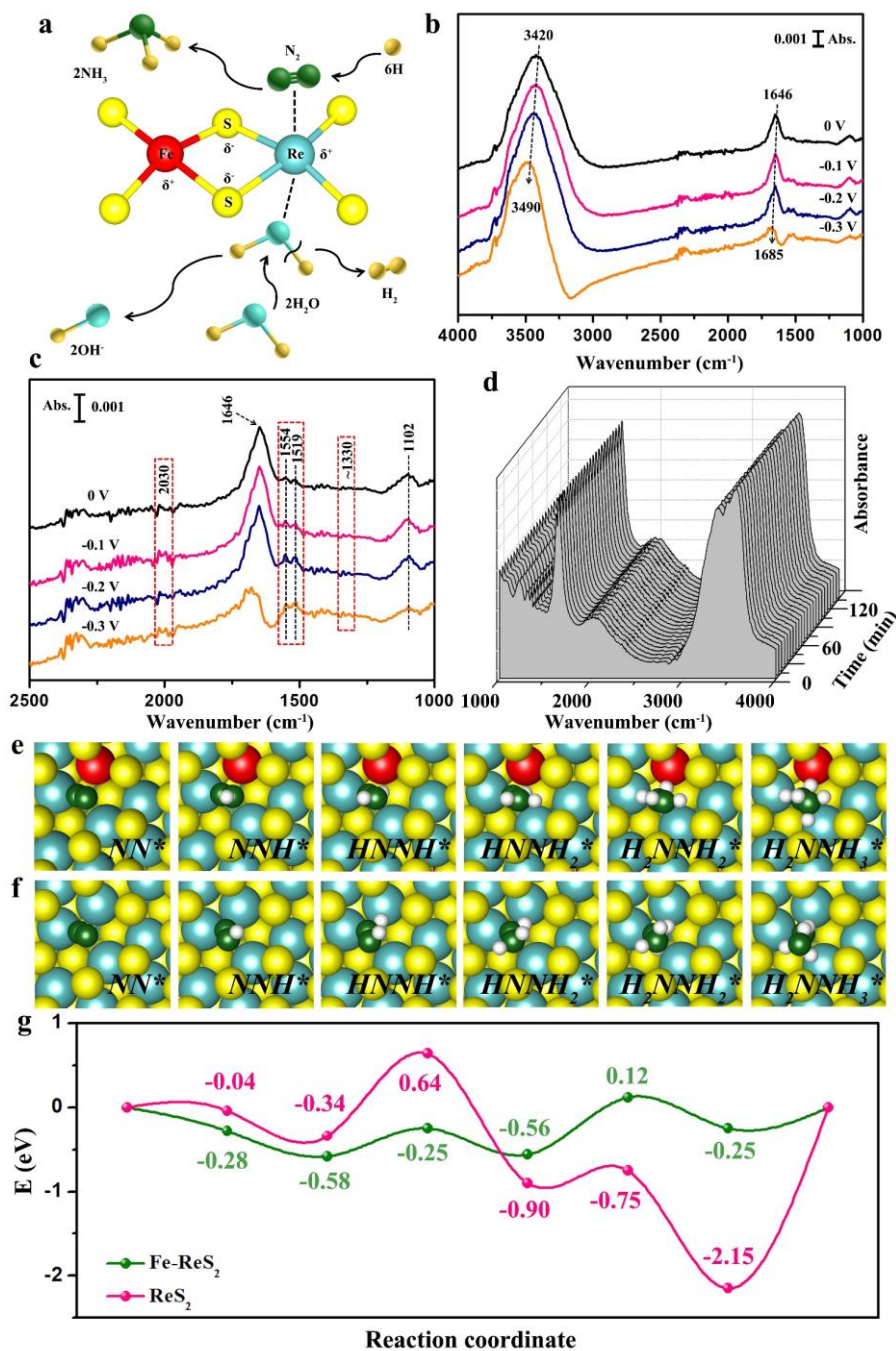 a
N2
6H
2NH3
S
δ-
Fe
δ+
Re
δ+
δ-
S
2H2O
H2
2OH-
b
3420
0.001 Abs.
1646
0 V
-0.1 V
-0.2 V
3490
-0.3 V
1685
4000 3500 3000 2500 2000 1500 1000
Wavenumber (cm-1)
c
Abs. 0.001
1646
2030
1554
1519
~1330
1102
0 V
-0.1 V
-0.2 V
-0.3 V
2500 2000 1500 1000
Wavenumber (cm-1)
d
Absorbance
120
60
0
Time (min)
1000 2000 3000 4000
Wavenumber (cm-1)
e
NN* NNH* HNNH* HNNH2* H2NNH2* H2NNH3*
f
NN* NNH* HNNH* HNNH2* H2NNH2* H2NNH3*
g
1
0
-1
-2
E (eV)
-0.04
-0.34
0.64
-0.56
0.12
-0.28
-0.58
-0.25
-0.90
-0.75
-0.25
-2.15
Fe-ReS2
ReS2
Reaction coordinate